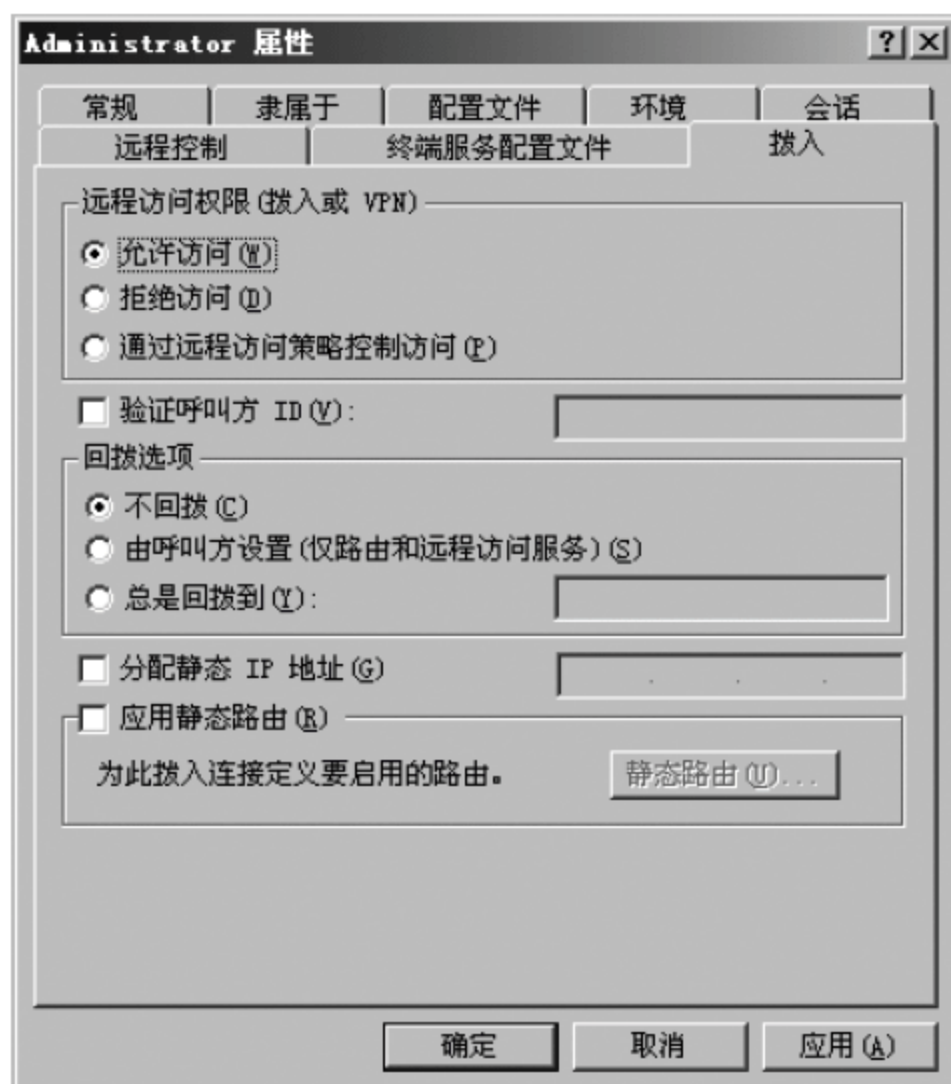 Administrator 属性
常规 隶属于 配置文件 环境 会话
远程控制 终端服务配置文件 拨入
远程访问权限(拨入或 VPN)
允许访问(W)
拒绝访问(D)
通过远程访问策略控制访问(P)
验证呼叫方 ID(V):
回拨选项
不回拨(C)
由呼叫方设置(仅路由和远程访问服务)(S)
总是回拨到(Y):
分配静态 IP 地址(G)
应用静态路由(R)
为此拨入连接定义要启用的路由。 静态路由(U)...
确定 取消 应用(A)